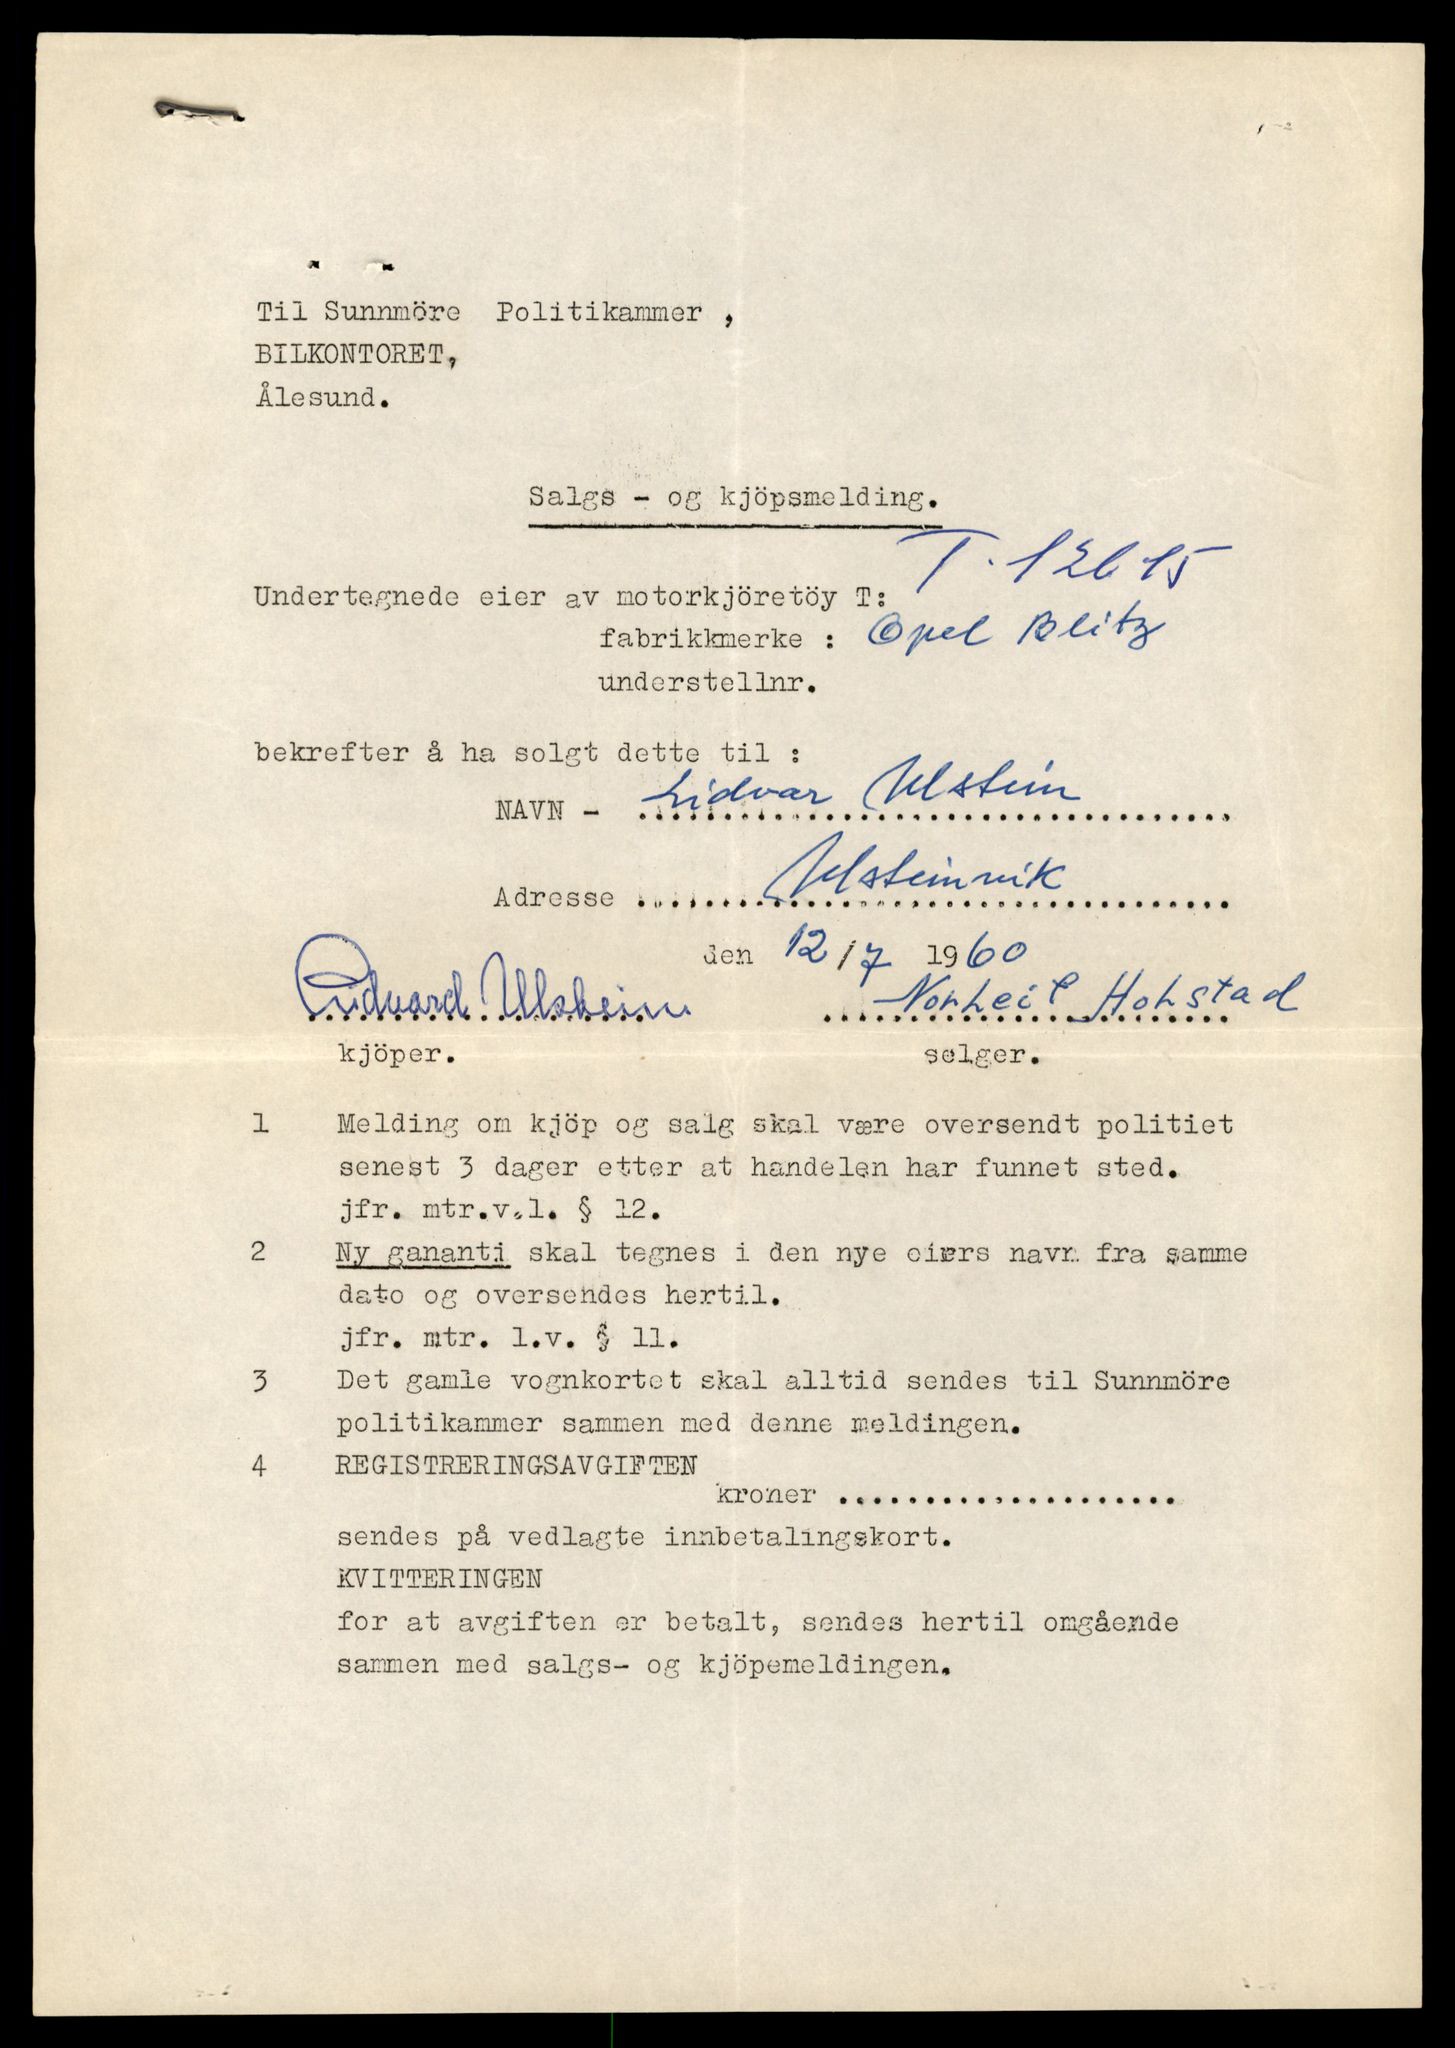 Til Sunnmöre Politikammer ,
BILKONTORET,
Ålesund.
Salgs - og kjöpsmelding.
T. 12615
Undertegnede eier av motorkjöretöy T:
fabrikkmerke : Opel Blitz
understellnr.
bekrefter å ha solgt dette til :
NAVN - Lidvar Ulstein
Adresse Ulsteinvik
den 12/7 1960
Lidvard Ulstein Hohstad
kjöper. selger.
1 Melding om kjöp og salg skal være oversendt politiet
senest 3 dager etter at handelen har funnet sted.
jfr. mtr.v.l. § 12.
2 Ny gananti skal tegnes i den nye eiers navn fra samme
dato og oversendes hertil.
jfr. mtr. l.v. § 11.
3 Det gamle vognkortet skal alltid sendes til Sunnmöre
politikammer sammen med denne meldingen.
4 REGISTRERINGSAVGIFTEN
kroner ....................
sendes på vedlagte innbetalingskort.
KVITTERINGEN
for at avgiften er betalt, sendes hertil omgående
sammen med salgs- og kjöpemeldingen.